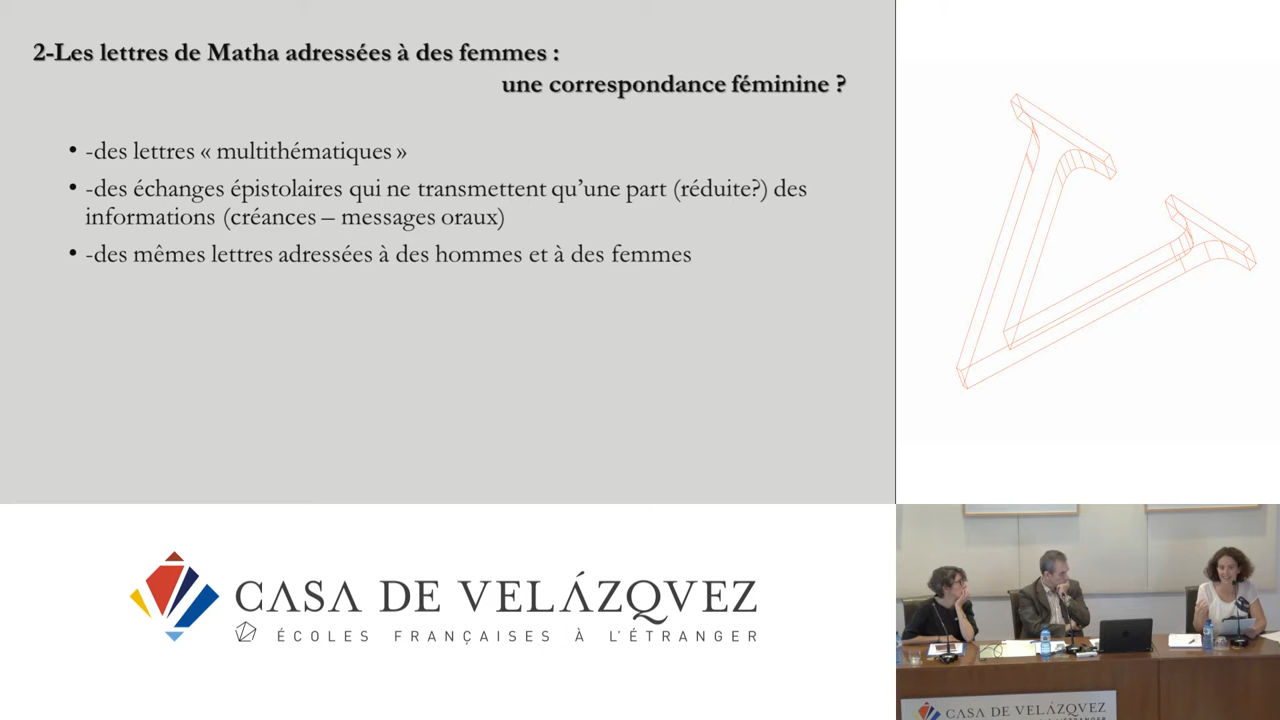 2-Les lettres de Matha adressées à des femmes :
une correspondance féminine ?
• -des lettres « multithématiques »
• -des échanges épistolaires qui ne transmettent qu’une part (réduite?) des
informations (créances – messages oraux)
• -des mêmes lettres adressées à des hommes et à des femmes
CASA DE VELÁZQVEZ
ÉCOLES FRANÇAISES À L'ÉTRANGER
CASA DE VELÁZQVEZ